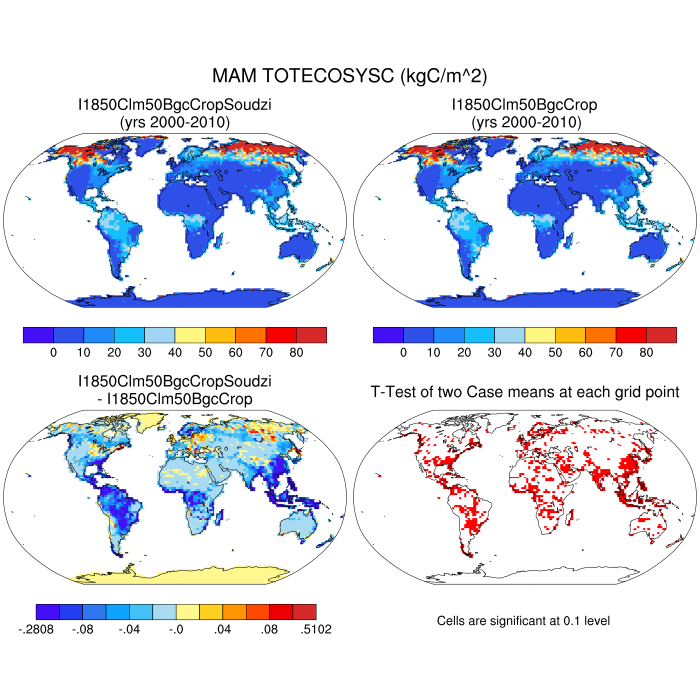 MAM TOTECOSYSC (kgC/m^2)
I1850Clm50BgcCropSoudzi
(yrs 2000-2010)
I1850Clm50BgcCrop
(yrs 2000-2010)
0 10 20 30 40 50 60 70 80
0 10 20 30 40 50 60 70 80
I1850Clm50BgcCropSoudzi
- I1850Clm50BgcCrop
T-Test of two Case means at each grid point
-.2808 -.08 -.04 -.0 .04 .08 .5102
Cells are significant at 0.1 level